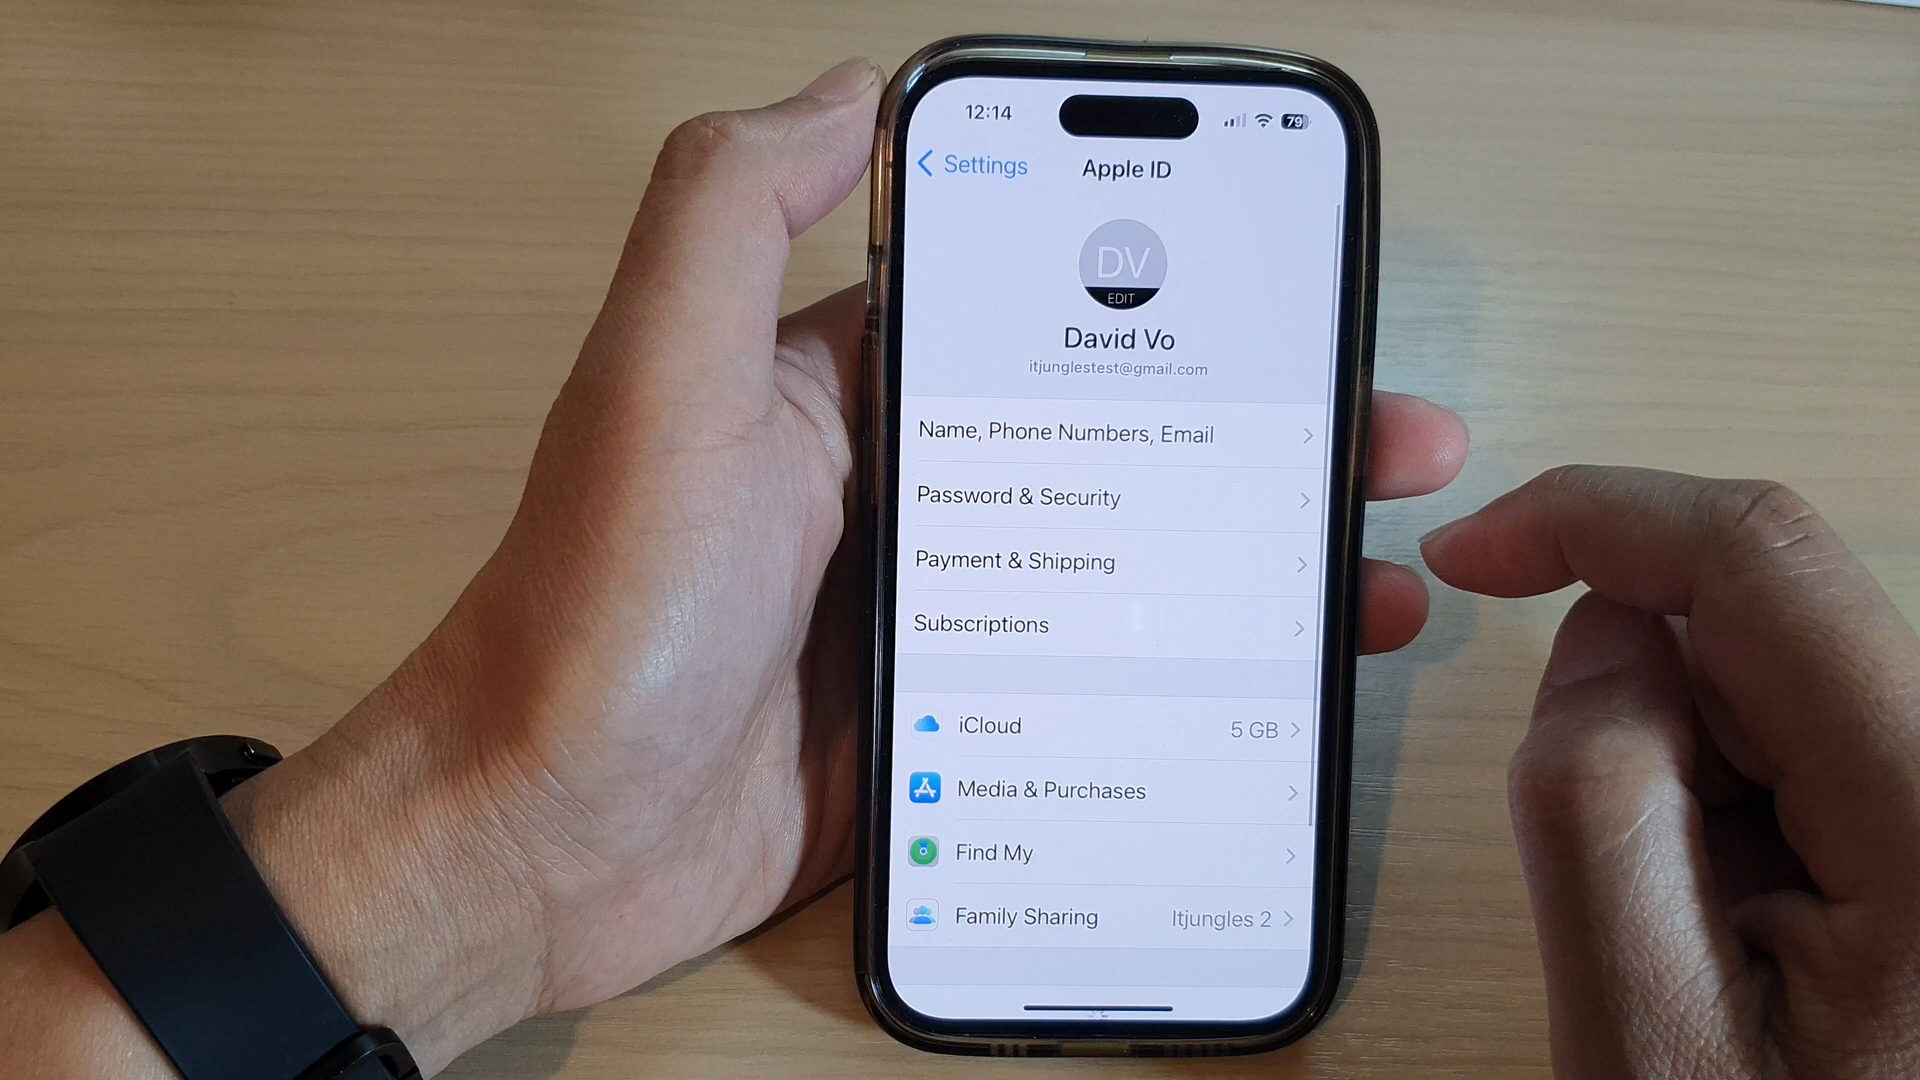 12:14
79
Settings
Apple ID
DV
EDIT
David Vo
itjunglestest@gmail.com
Name, Phone Numbers, Email
Password & Security
Payment & Shipping
Subscriptions
iCloud 5 GB
Media & Purchases
Find My
Family Sharing Itjungles 2